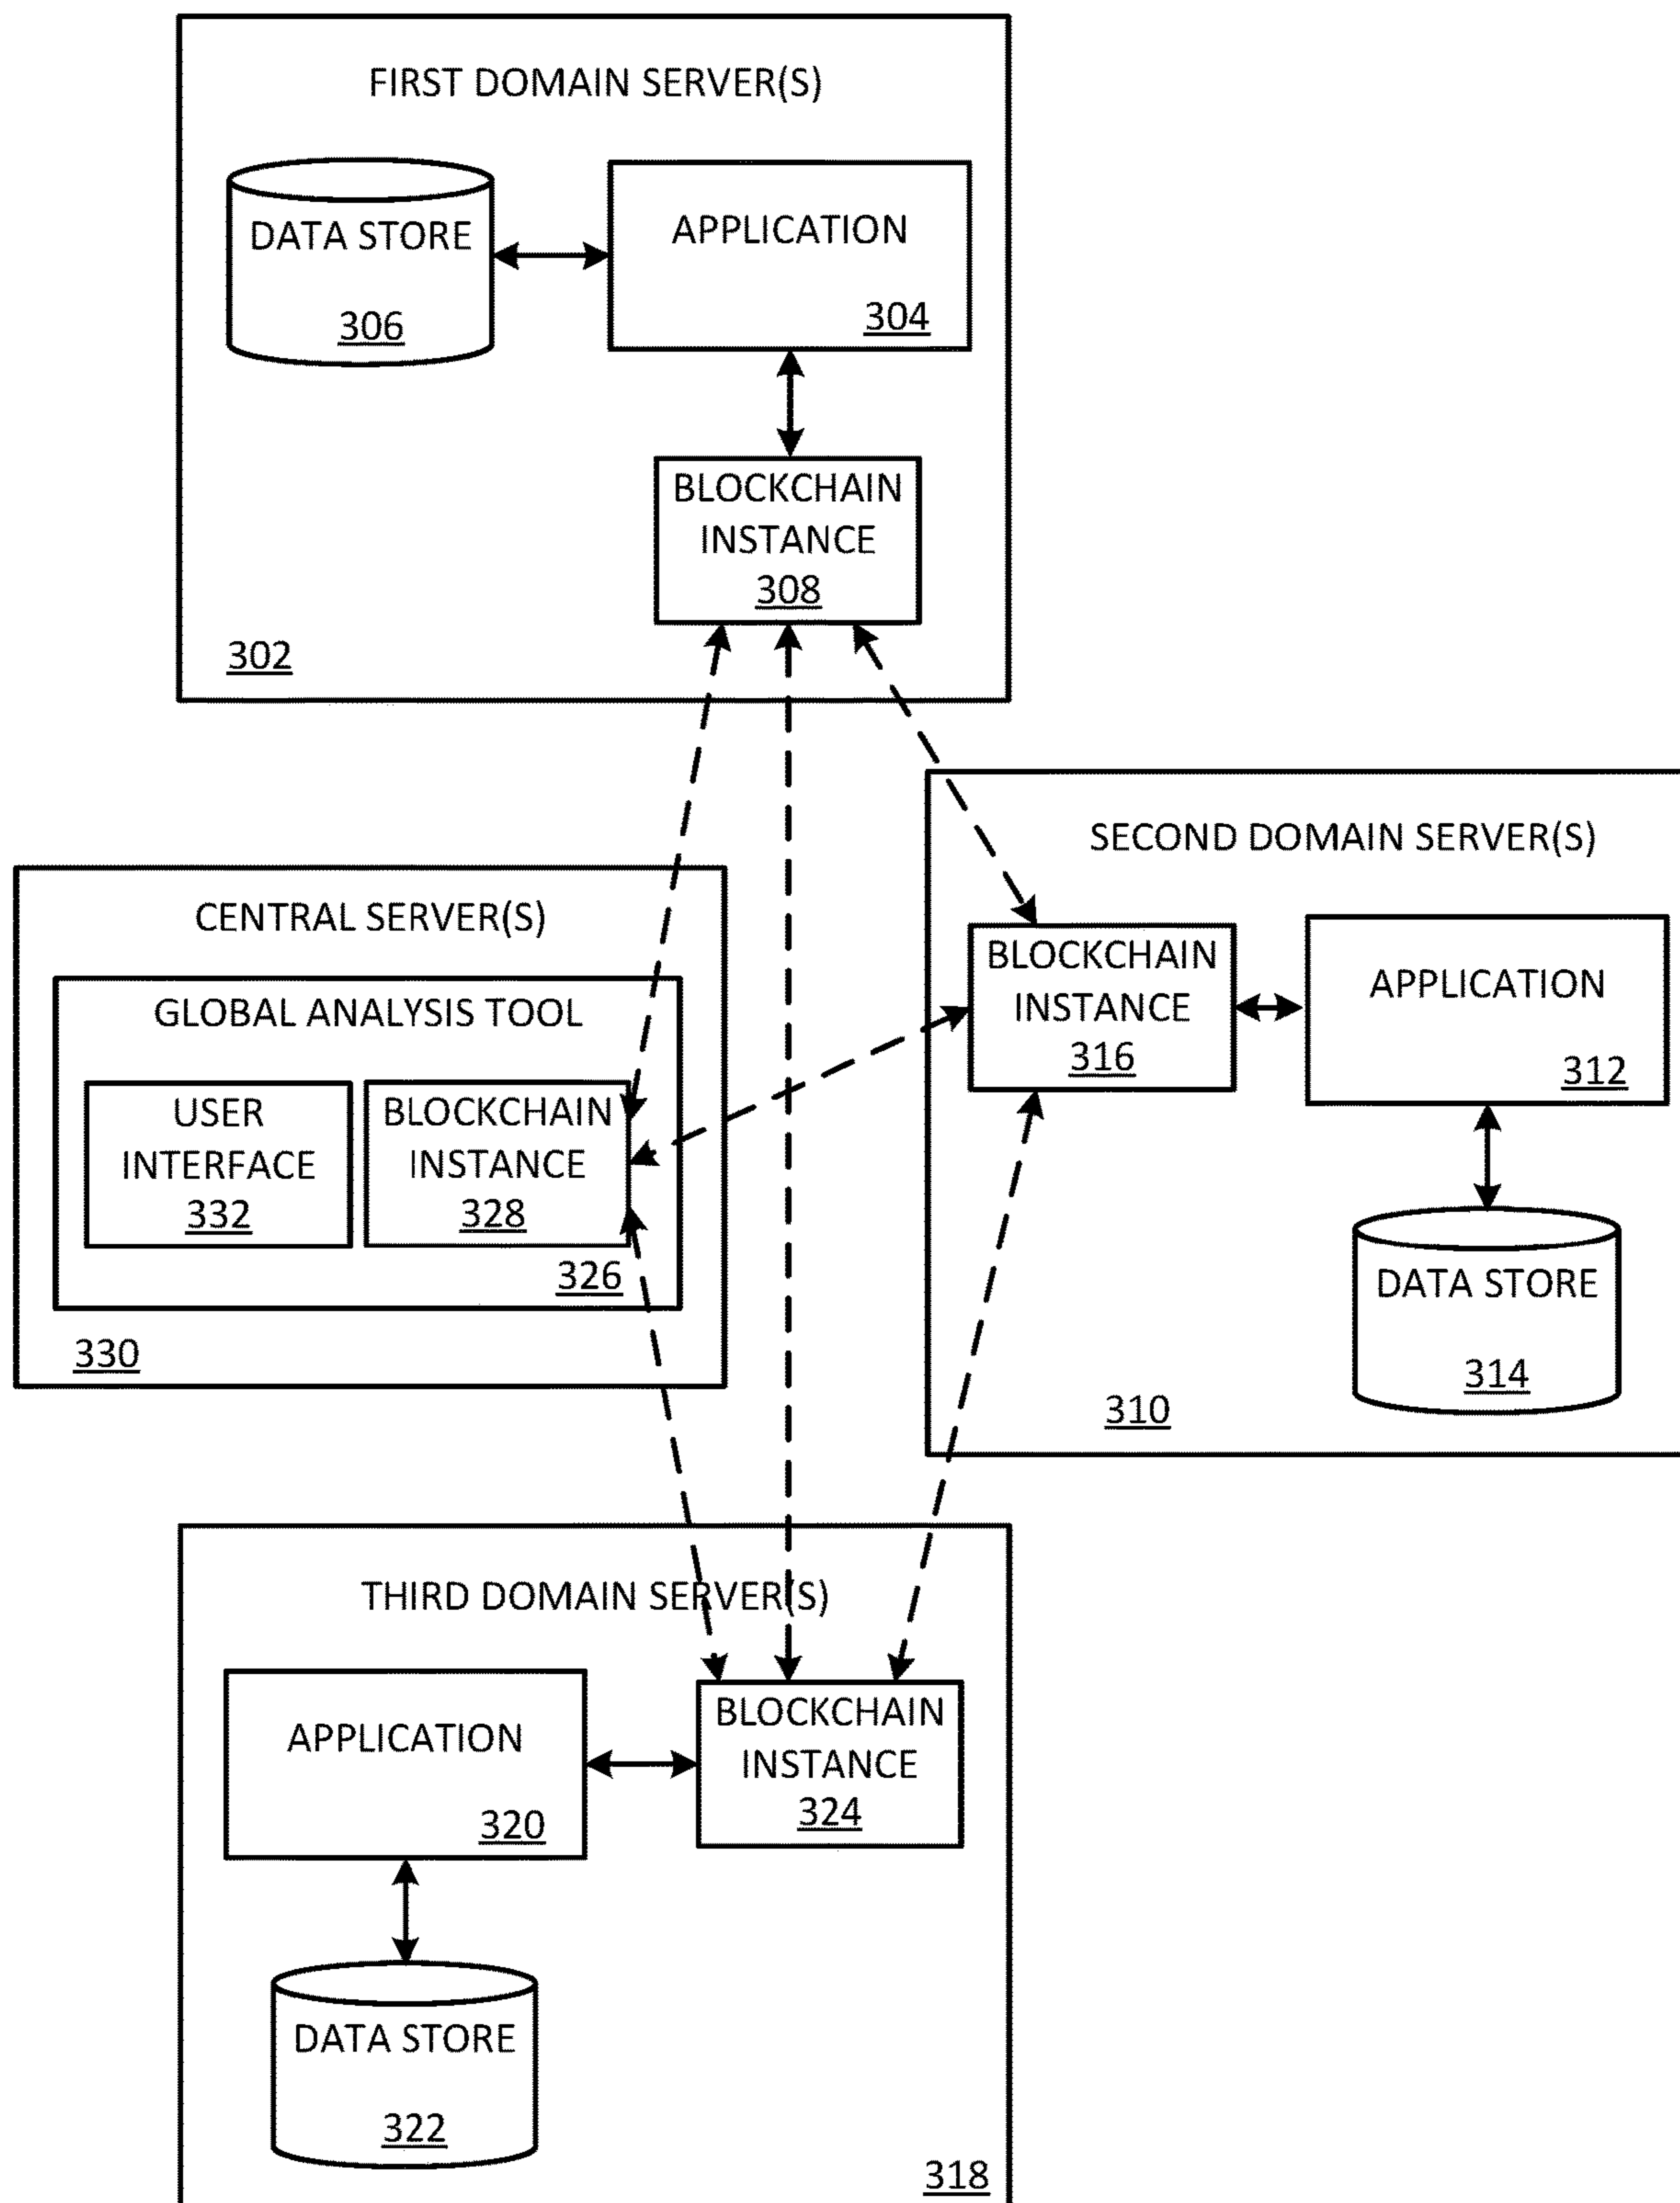 FIRST DOMAIN SERVER(S)
DATA STORE
306
APPLICATION
304
BLOCKCHAIN
INSTANCE
308
302
SECOND DOMAIN SERVER(S)
BLOCKCHAIN
INSTANCE
316
APPLICATION
312
DATA STORE
314
310
CENTRAL SERVER(S)
GLOBAL ANALYSIS TOOL
USER
INTERFACE
332
BLOCKCHAIN
INSTANCE
328
326
330
THIRD DOMAIN SERVER(S)
APPLICATION
320
BLOCKCHAIN
INSTANCE
324
DATA STORE
322
318